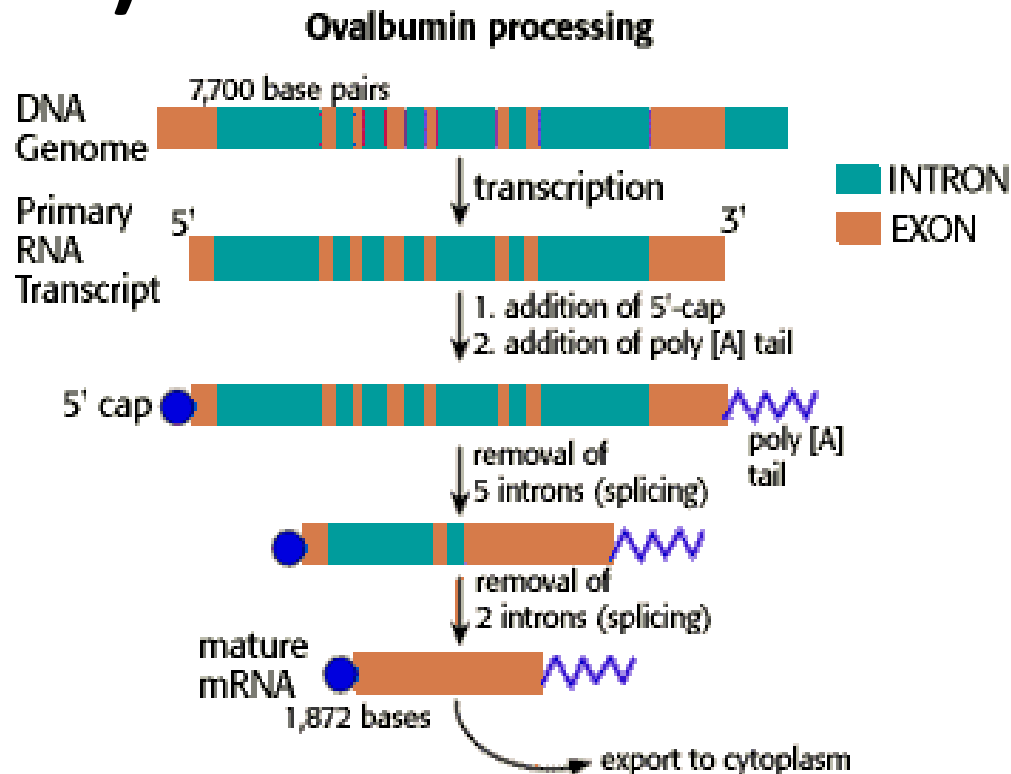 Ovalbumin processing
7,700 base pairs
DNA
Genome
transcription
INTRON
EXON
Primary
RNA
Transcript
5'
3'
1. addition of 5'-cap
2. addition of poly [A] tail
5' cap
poly [A]
tail
removal of
5 introns (splicing)
removal of
2 introns (splicing)
mature
mRNA
1,872 bases
export to cytoplasm